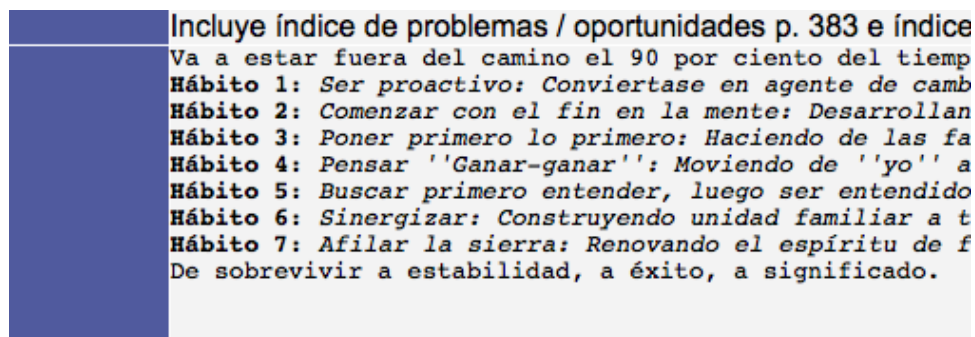 Incluye índice de problemas / oportunidades p. 383 e índice
Va a estar fuera del camino el 90 por ciento del tiemp
Hábito 1: Ser proactivo: Conviertase en agente de camb
Hábito 2: Comenzar con el fin en la mente: Desarrollan
Hábito 3: Poner primero lo primero: Haciendo de las fa
Hábito 4: Pensar ''Ganar-ganar'': Moviendo de ''yo'' a
Hábito 5: Buscar primero entender, luego ser entendido
Hábito 6: Sinergizar: Construyendo unidad familiar a t
Hábito 7: Afilar la sierra: Renovando el espíritu de f
De sobrevivir a estabilidad, a éxito, a significado.